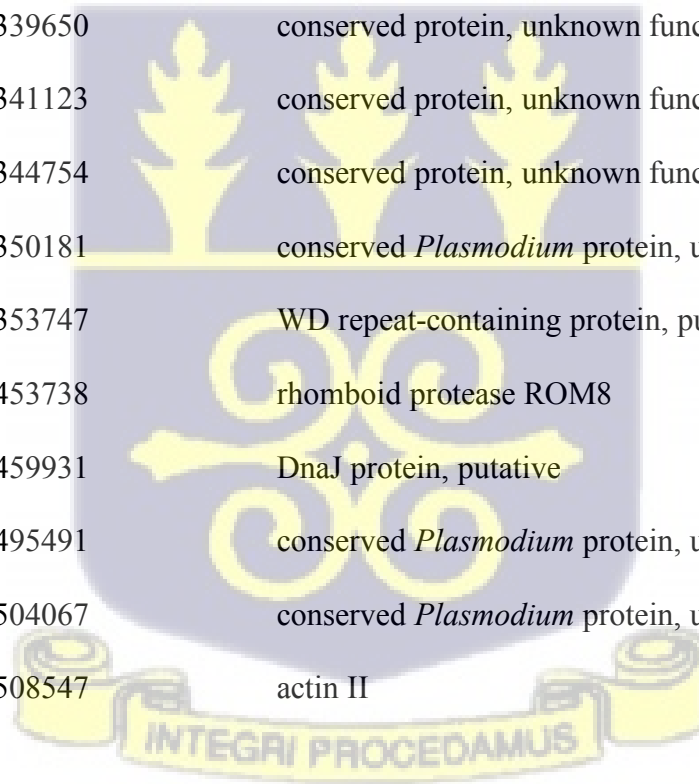 339650 conserved protein, unknown func
341123 conserved protein, unknown func
344754 conserved protein, unknown func
350181 conserved Plasmodium protein, u
353747 WD repeat-containing protein, pu
453738 rhomboid protease ROM8
459931 DnaJ protein, putative
495491 conserved Plasmodium protein, u
504067 conserved Plasmodium protein, u
508547 actin II
INTEGRI PROCEDAMUS